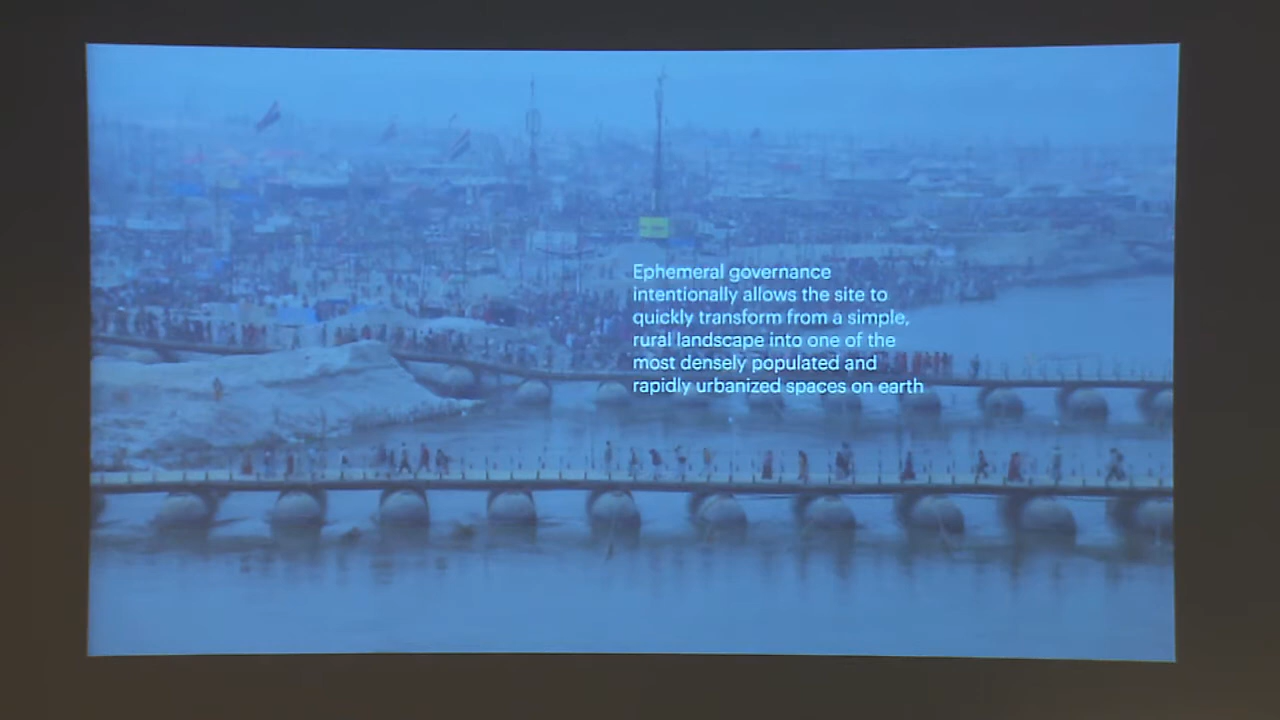 Ephemeral governance
intentionally allows the site to
quickly transform from a simple,
rural landscape into one of the
most densely populated and
rapidly urbanized spaces on earth